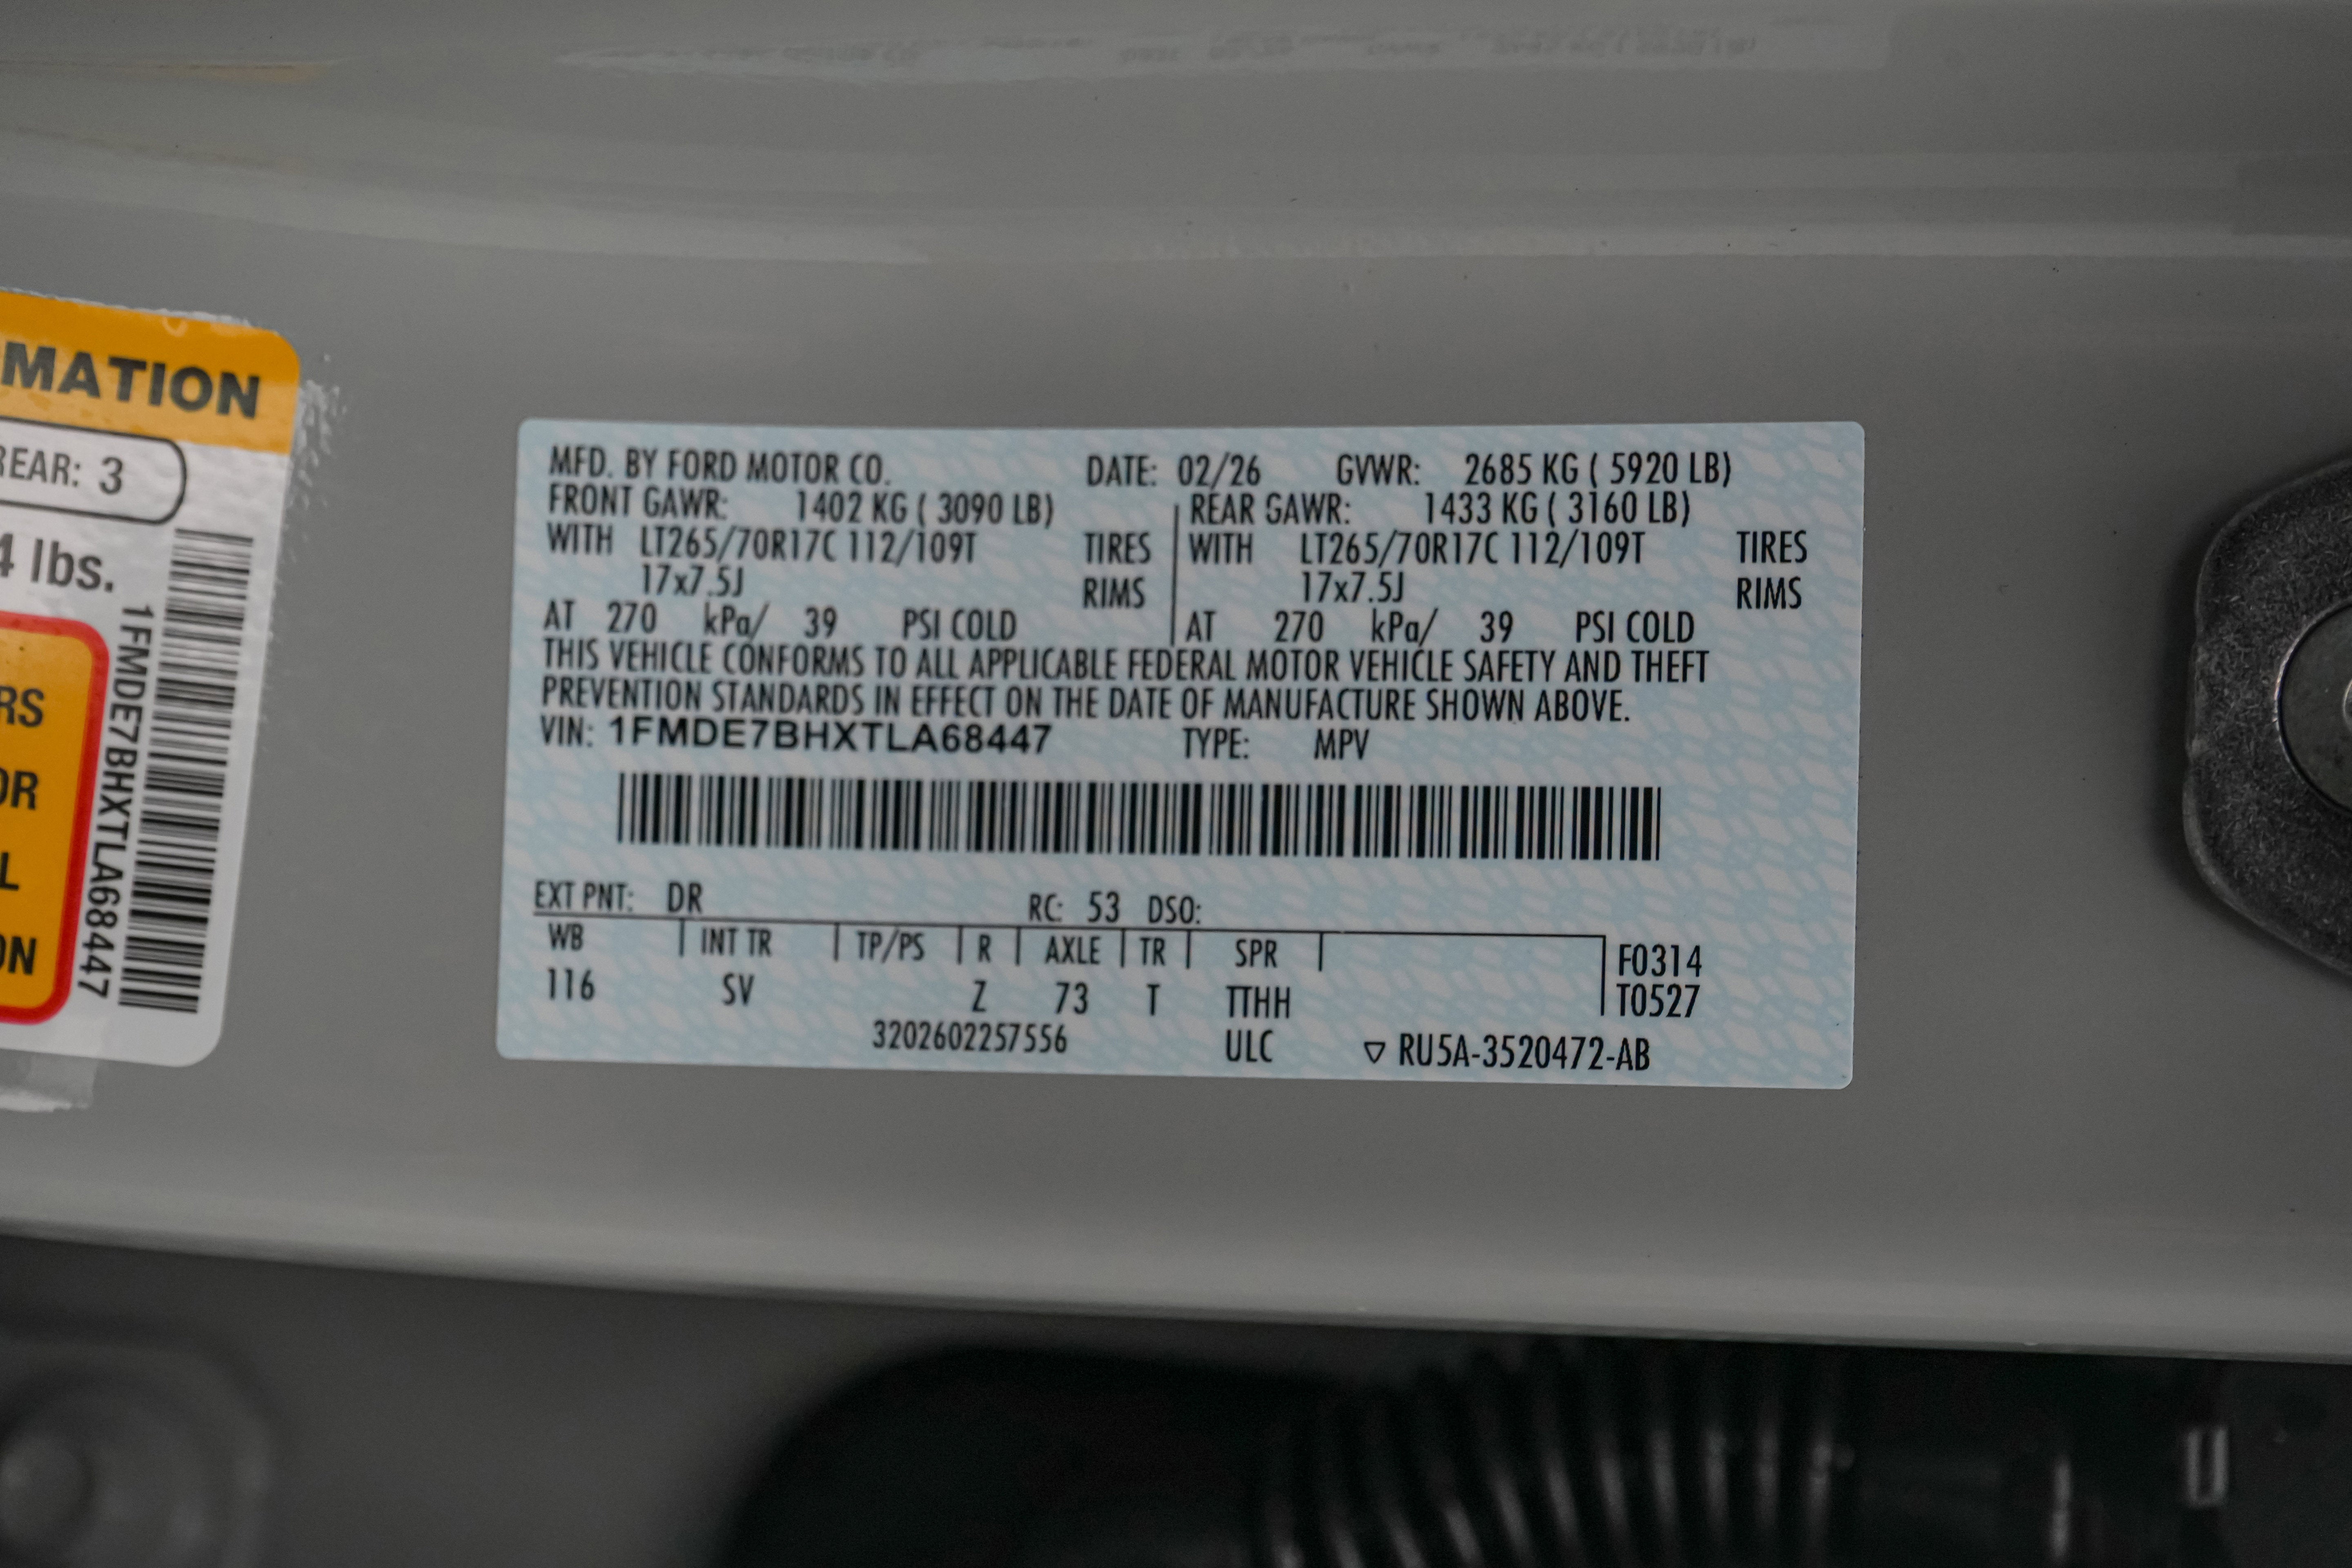 MATION
REAR: 3
4 lbs.
RS
OR
L
ON
1FMDE7BHXTLA68447
MFD. BY FORD MOTOR CO. DATE: 02/26 GVWR: 2685 KG ( 5920 LB)
FRONT GAWR: 1402 KG ( 3090 LB) REAR GAWR: 1433 KG ( 3160 LB)
WITH LT265/70R17C 112/109T TIRES WITH LT265/70R17C 112/109T TIRES
17x7.5J RIMS 17x7.5J RIMS
AT 270 kPa/ 39 PSI COLD AT 270 kPa/ 39 PSI COLD
THIS VEHICLE CONFORMS TO ALL APPLICABLE FEDERAL MOTOR VEHICLE SAFETY AND THEFT
PREVENTION STANDARDS IN EFFECT ON THE DATE OF MANUFACTURE SHOWN ABOVE.
VIN: 1FMDE7BHXTLA68447 TYPE: MPV
EXT PNT: DR RC: 53 DSO:
WB INT TR TP/PS R AXLE TR SPR F0314
116 SV Z 73 T TTHH T0527
3202602257556 ULC ▽ RU5A-3520472-AB